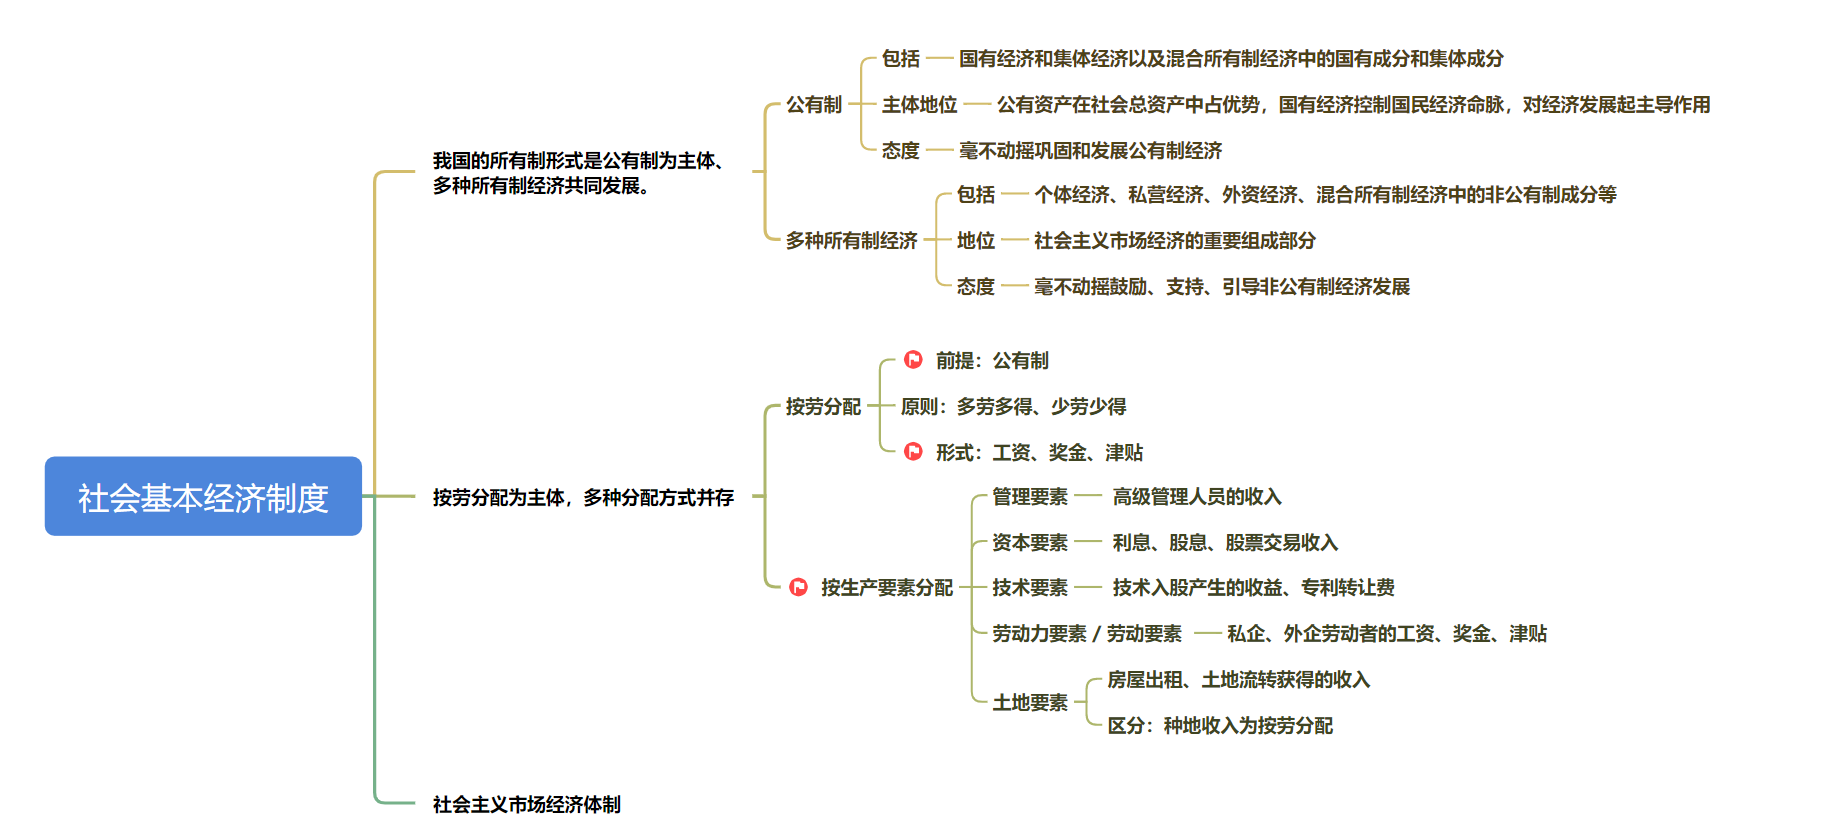 社会基本经济制度
我国的所有制形式是公有制为主体、
多种所有制经济共同发展。
公有制
包括
国有经济和集体经济以及混合所有制经济中的国有成分和集体成分
主体地位
公有资产在社会总资产中占优势，国有经济控制国民经济命脉，对经济发展起主导作用
态度
毫不动摇巩固和发展公有制经济
多种所有制经济
包括
个体经济、私营经济、外资经济、混合所有制经济中的非公有制成分等
地位
社会主义市场经济的重要组成部分
态度
毫不动摇鼓励、支持、引导非公有制经济发展
按劳分配为主体，多种分配方式并存
按劳分配
前提：公有制
原则：多劳多得、少劳少得
形式：工资、奖金、津贴
按生产要素分配
管理要素
高级管理人员的收入
资本要素
利息、股息、股票交易收入
技术要素
技术入股产生的收益、专利转让费
劳动力要素 / 劳动要素
私企、外企劳动者的工资、奖金、津贴
土地要素
房屋出租、土地流转获得的收入
区分：种地收入为按劳分配
社会主义市场经济体制